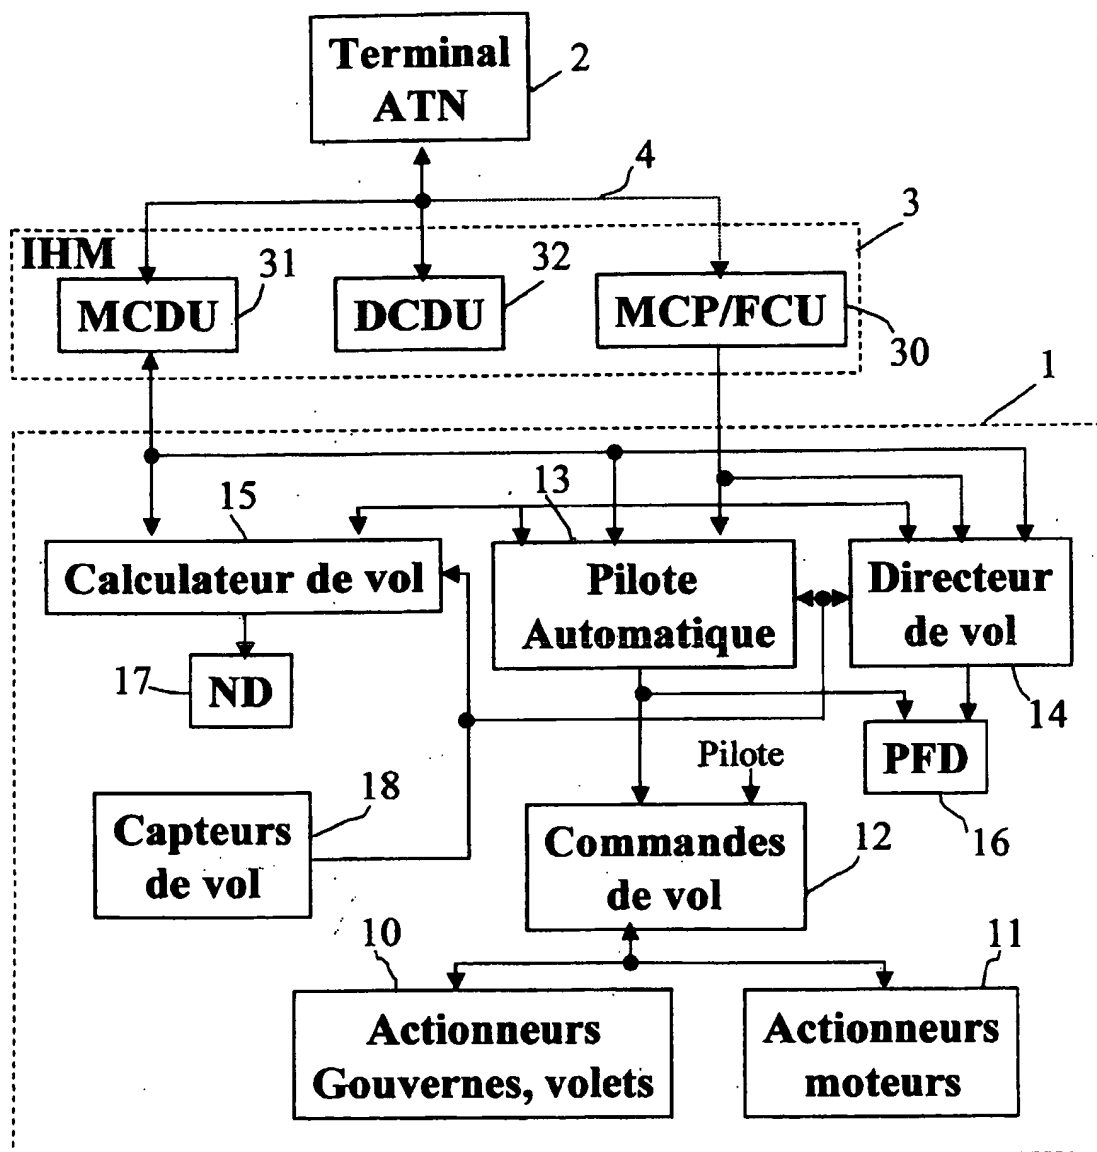 Terminal
ATN
2
4
3
IHM
31
32
MCDU
DCDU
MCP/FCU
30
1
15
13
Calculateur de vol
Pilote
Automatique
Directeur
de vol
17
ND
14
Pilote
PFD
18
Capteurs
de vol
Commandes
de vol
12
16
10
11
Actionneurs
Gouvernes, volets
Actionneurs
moteurs